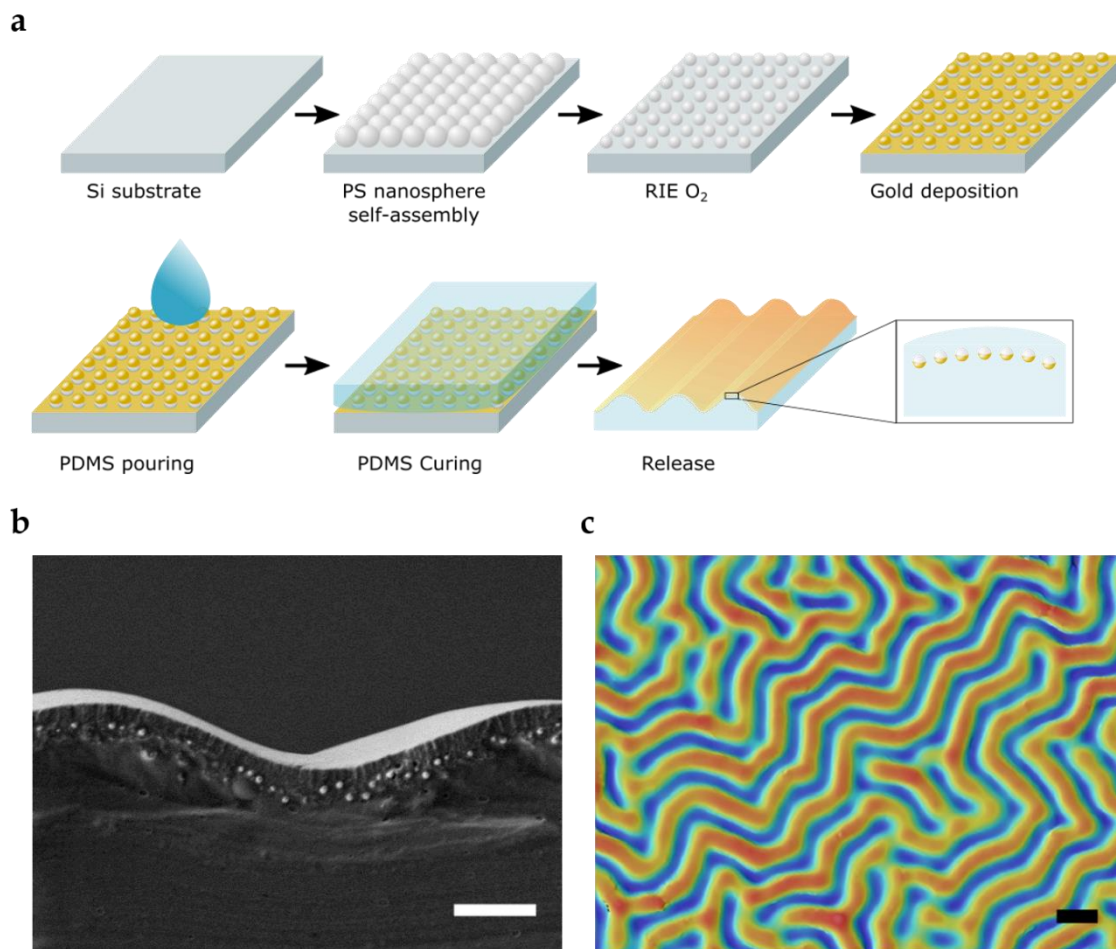 a
Si substrate
PS nanosphere
self-assembly
RIE O₂
Gold deposition
PDMS pouring
PDMS Curing
Release
b
c